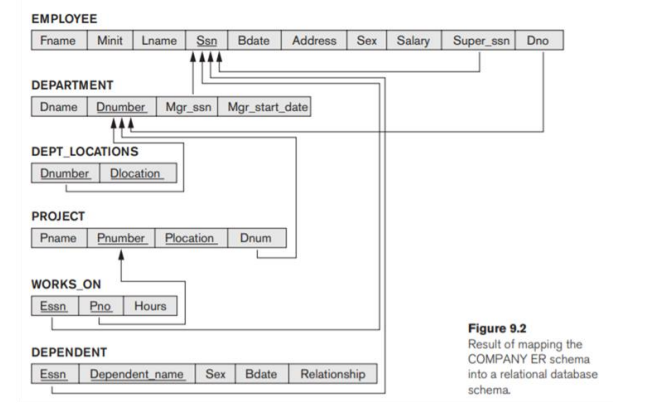 EMPLOYEE
Fname Minit Lname Ssn Bdate Address Sex Salary Super_ssn Dno
DEPARTMENT
Dname Dnumber Mgr_ssn Mgr_start_date
DEPT_LOCATIONS
Dnumber Dlocation
PROJECT
Pname Pnumber Plocation Dnum
WORKS_ON
Essn Pno Hours
DEPENDENT
Essn Dependent_name Sex Bdate Relationship
Figure 9.2
Result of mapping the
COMPANY ER schema
into a relational database
schema.